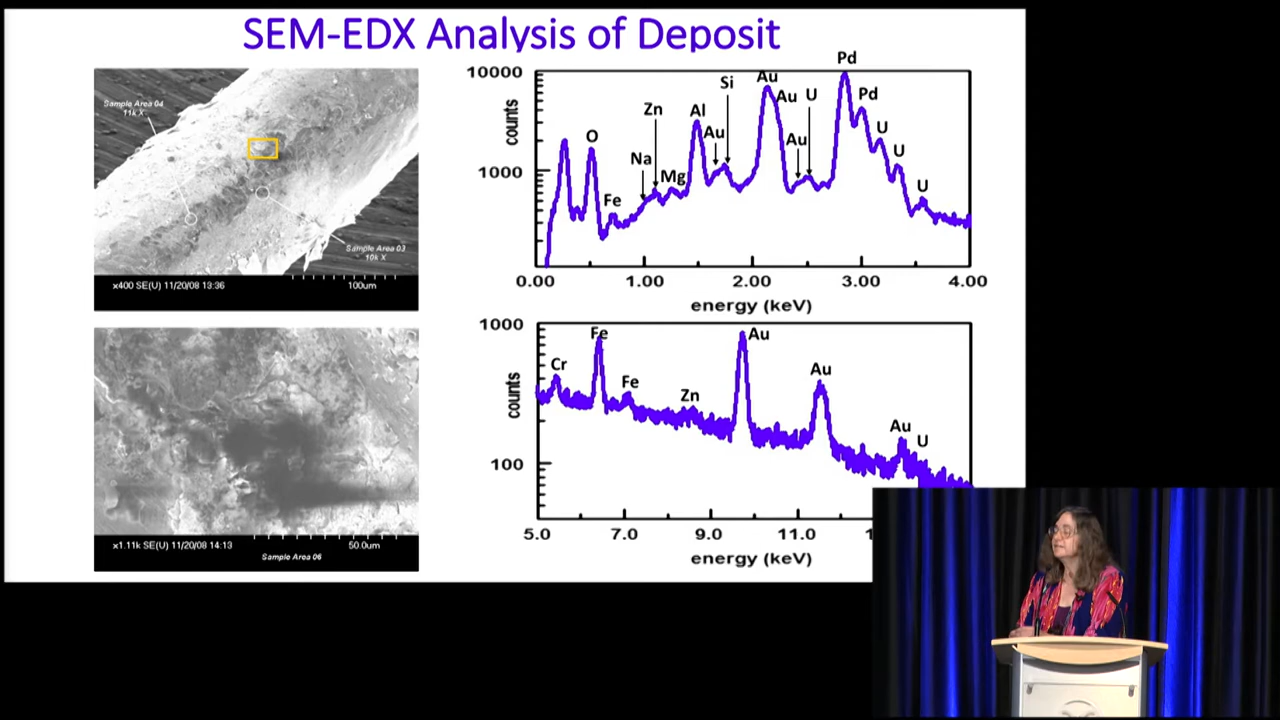 SEM-EDX Analysis of Deposit
Sample Area 04
11k X
Sample Area 03
10k X
x400 SE(U) 11/20/08 13:36
100um
x1.11k SE(U) 11/20/08 14:13
50.0um
Sample Area 06
10000
1000
counts
O
Fe
Na
Zn
Mg
Al
Au
Si
Au
Au
Au
U
Pd
Pd
U
U
U
0.00 1.00 2.00 3.00 4.00
energy (keV)
1000
100
counts
Cr
Fe
Fe
Zn
Au
Au
Au
U
5.0 7.0 9.0 11.0 1
energy (keV)